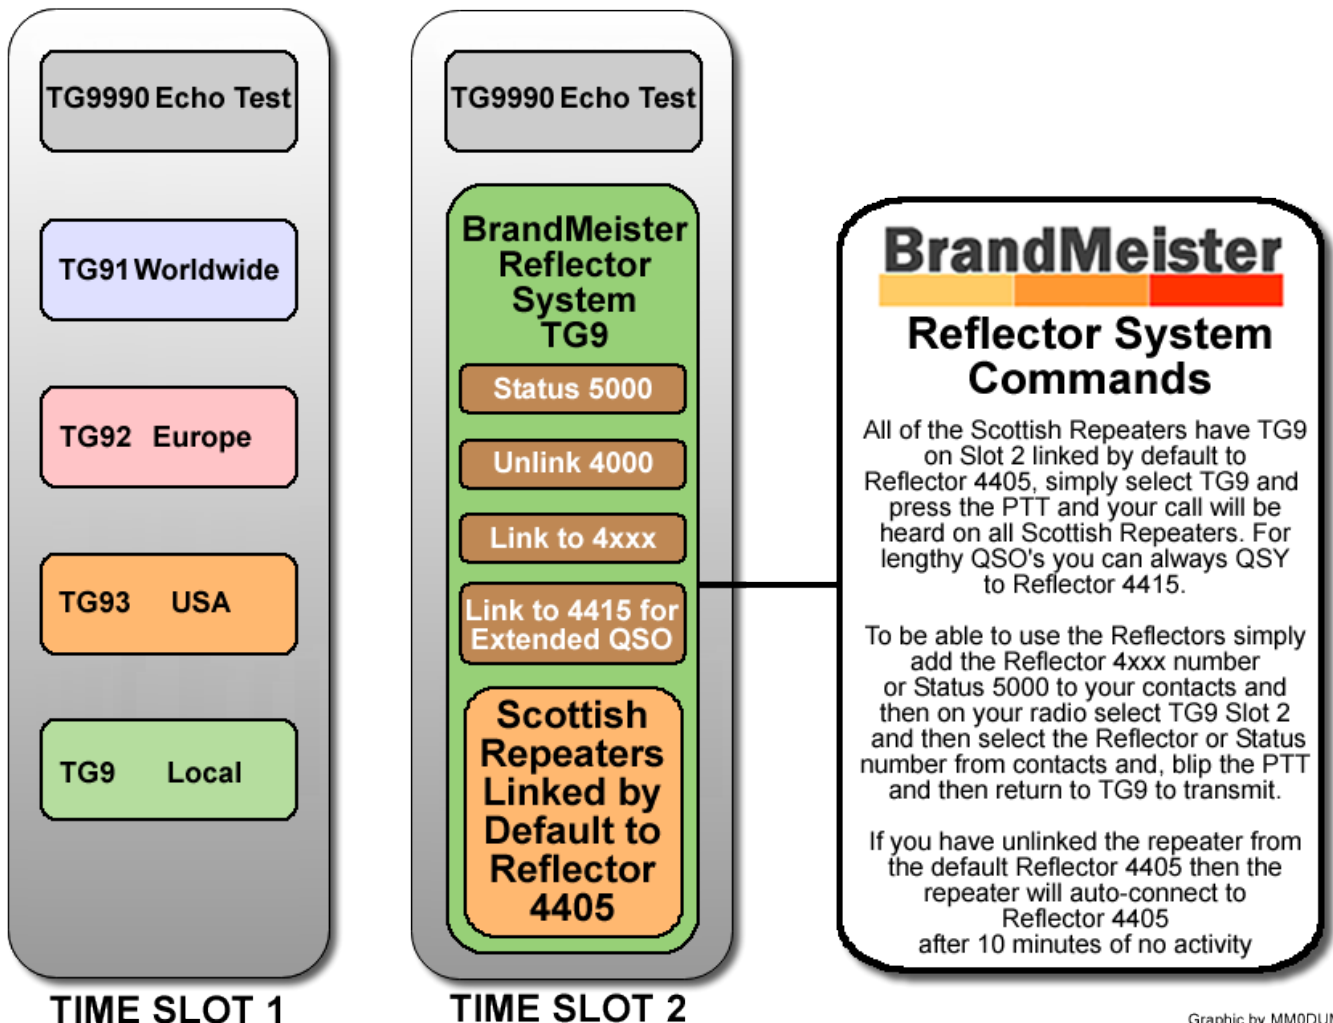 TG9990 Echo Test
TG91 Worldwide
TG92 Europe
TG93 USA
TG9 Local
TIME SLOT 1
TG9990 Echo Test
BrandMeister
Reflector
System
TG9
Status 5000
Unlink 4000
Link to 4xxx
Link to 4415 for
Extended QSO
Scottish
Repeaters
Linked by
Default to
Reflector
4405
TIME SLOT 2
BrandMeister
Reflector System
Commands
All of the Scottish Repeaters have TG9
on Slot 2 linked by default to
Reflector 4405, simply select TG9 and
press the PTT and your call will be
heard on all Scottish Repeaters. For
lengthy QSO's you can always QSY
to Reflector 4415.
To be able to use the Reflectors simply
add the Reflector 4xxx number
or Status 5000 to your contacts and
then on your radio select TG9 Slot 2
and then select the Reflector or Status
number from contacts and, blip the PTT
and then return to TG9 to transmit.
If you have unlinked the repeater from
the default Reflector 4405 then the
repeater will auto-connect to
Reflector 4405
after 10 minutes of no activity
Graphic by MM0DUN